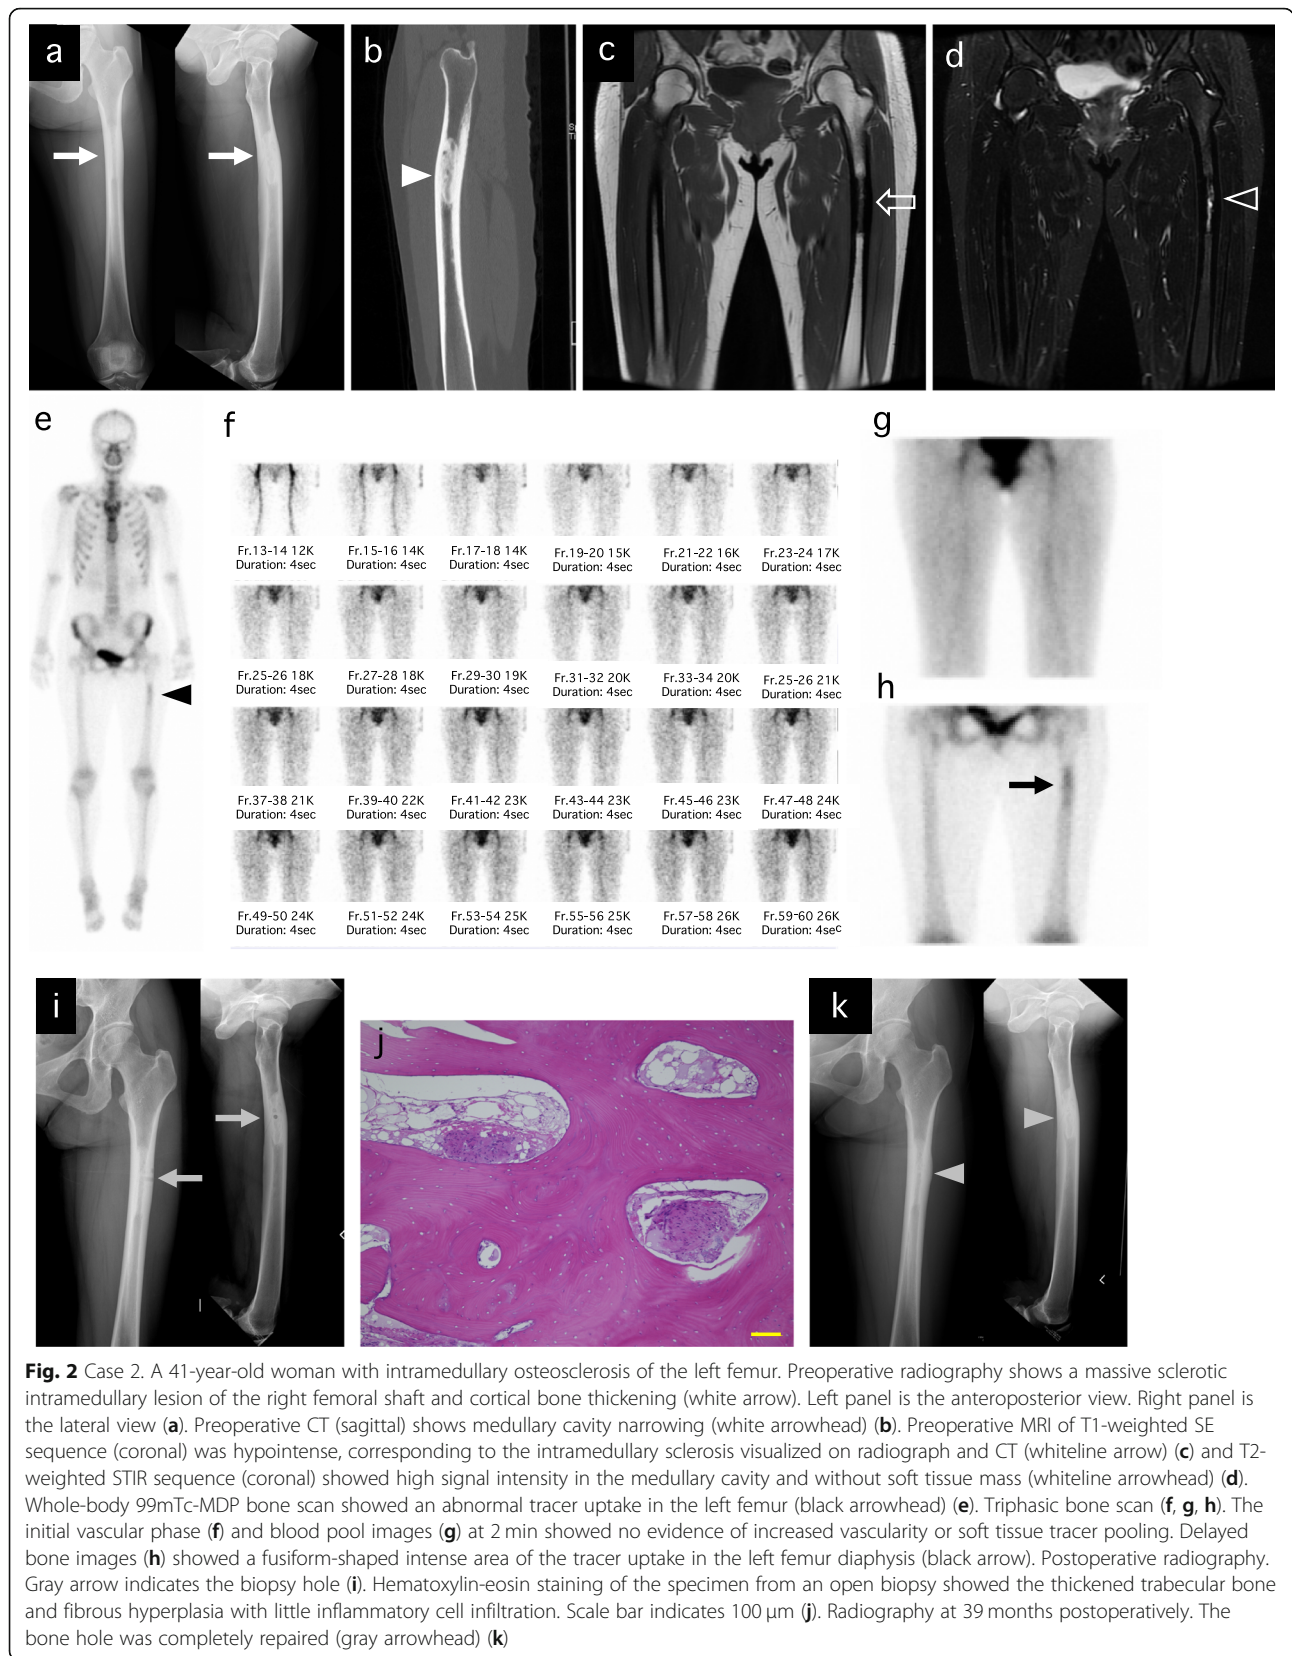 a
b
c
d
e
f
g
Fr.13-14 12K Fr.15-16 14K Fr.17-18 14K Fr.19-20 15K Fr.21-22 16K Fr.23-24 17K
Duration: 4sec Duration: 4sec Duration: 4sec Duration: 4sec Duration: 4sec Duration: 4sec
Fr.25-26 18K Fr.27-28 18K Fr.29-30 19K Fr.31-32 20K Fr.33-34 20K Fr.25-26 21K
Duration: 4sec Duration: 4sec Duration: 4sec Duration: 4sec Duration: 4sec Duration: 4sec
h
Fr.37-38 21K Fr.39-40 22K Fr.41-42 23K Fr.43-44 23K Fr.45-46 23K Fr.47-48 24K
Duration: 4sec Duration: 4sec Duration: 4sec Duration: 4sec Duration: 4sec Duration: 4sec
Fr.49-50 24K Fr.51-52 24K Fr.53-54 25K Fr.55-56 25K Fr.57-58 26K Fr.59-60 26K
Duration: 4sec Duration: 4sec Duration: 4sec Duration: 4sec Duration: 4sec Duration: 4sec
i
j
k
Fig. 2 Case 2. A 41-year-old woman with intramedullary osteosclerosis of the left femur. Preoperative radiography shows a massive sclerotic
intramedullary lesion of the right femoral shaft and cortical bone thickening (white arrow). Left panel is the anteroposterior view. Right panel is
the lateral view (a). Preoperative CT (sagittal) shows medullary cavity narrowing (white arrowhead) (b). Preoperative MRI of T1-weighted SE
sequence (coronal) was hypointense, corresponding to the intramedullary sclerosis visualized on radiograph and CT (whiteline arrow) (c) and T2-
weighted STIR sequence (coronal) showed high signal intensity in the medullary cavity and without soft tissue mass (whiteline arrowhead) (d).
Whole-body 99mTc-MDP bone scan showed an abnormal tracer uptake in the left femur (black arrowhead) (e). Triphasic bone scan (f, g, h). The
initial vascular phase (f) and blood pool images (g) at 2 min showed no evidence of increased vascularity or soft tissue tracer pooling. Delayed
bone images (h) showed a fusiform-shaped intense area of the tracer uptake in the left femur diaphysis (black arrow). Postoperative radiography.
Gray arrow indicates the biopsy hole (i). Hematoxylin-eosin staining of the specimen from an open biopsy showed the thickened trabecular bone
and fibrous hyperplasia with little inflammatory cell infiltration. Scale bar indicates 100 μm (j). Radiography at 39 months postoperatively. The
bone hole was completely repaired (gray arrowhead) (k)